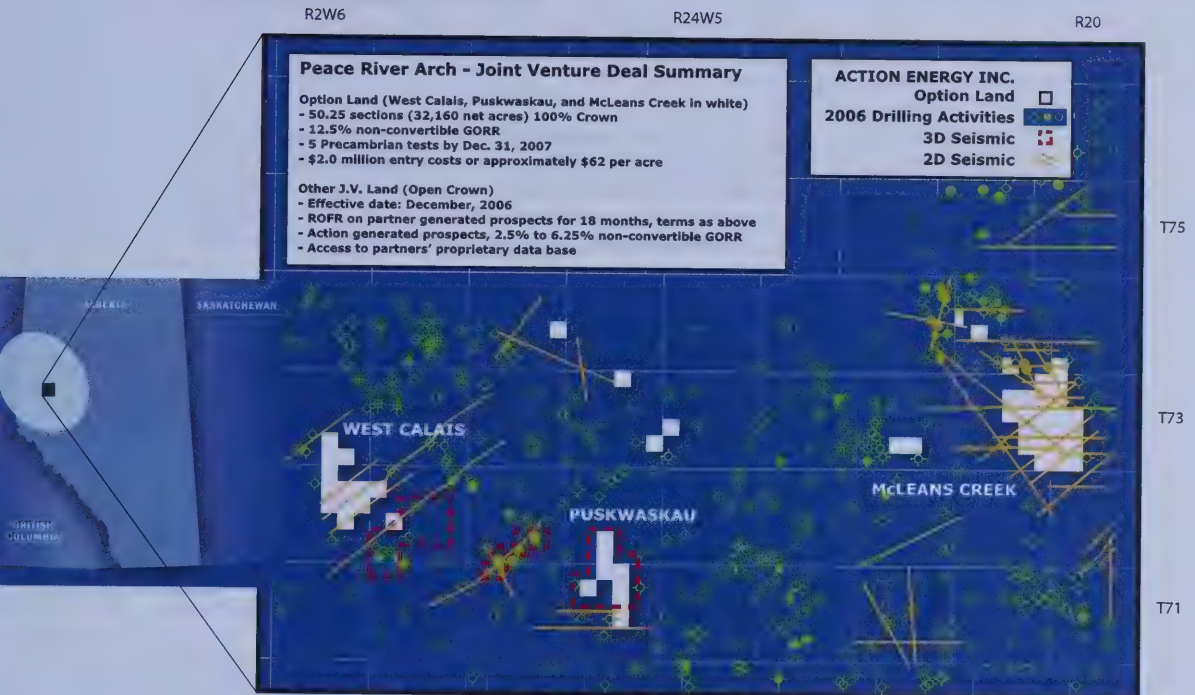 R2W6
R24W5
R20
Peace River Arch - Joint Venture Deal Summary
Option Land (West Calais, Puskwaskau, and McLeans Creek in white)
- 50.25 sections (32,160 net acres) 100% Crown
- 12.5% non-convertible GORR
- 5 Precambrian tests by Dec. 31, 2007
- $2.0 million entry costs or approximately $62 per acre
Other J.V. Land (Open Crown)
- Effective date: December, 2006
- ROFR on partner generated prospects for 18 months, terms as above
- Action generated prospects, 2.5% to 6.25% non-convertible GORR
- Access to partners' proprietary data base
ACTION ENERGY INC.
Option Land
2006 Drilling Activities
3D Seismic
2D Seismic
T75
ALBERTA
SASKATCHEWAN
WEST CALAIS
T73
McLEANS CREEK
PUSKWASKAU
BRITISH
COLUMBIA
T71